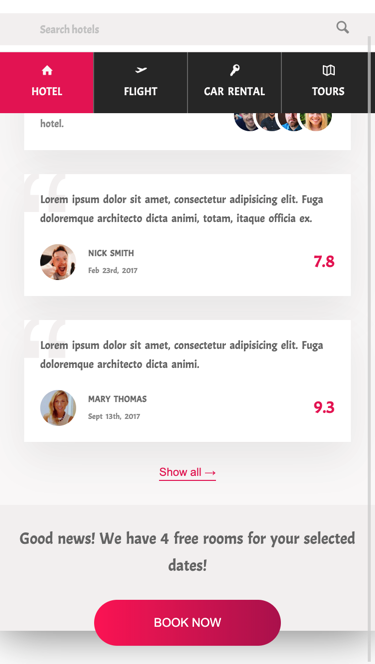 Search hotels
HOTEL
FLIGHT
CAR RENTAL
TOURS
hotel.
Lorem ipsum dolor sit amet, consectetur adipisicing elit. Fuga
doloremque architecto dicta animi, totam, itaque officia ex.
NICK SMITH
Feb 23rd, 2017
7.8
Lorem ipsum dolor sit amet, consectetur adipisicing elit. Fuga
doloremque architecto dicta animi.
MARY THOMAS
Sept 13th, 2017
9.3
Show all →
Good news! We have 4 free rooms for your selected
dates!
BOOK NOW